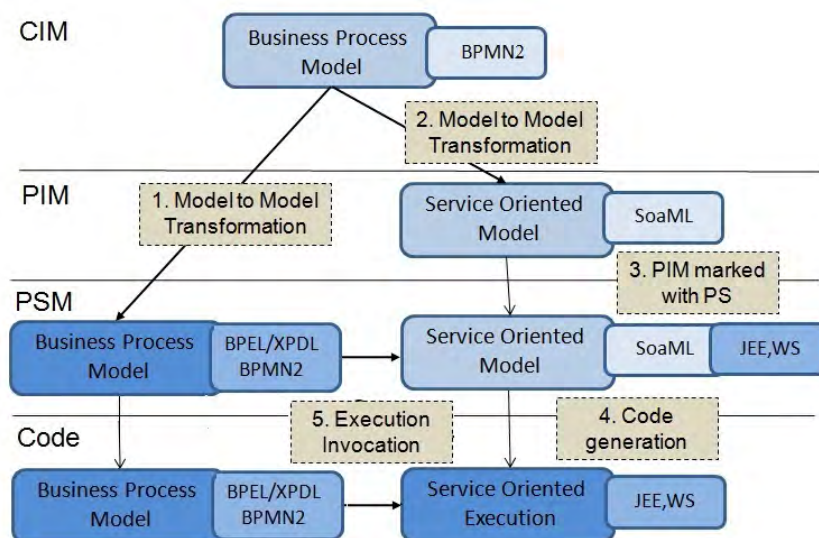 CIM
Business Process
Model
BPMN2
2. Model to Model
Transformation
PIM
1. Model to Model
Transformation
Service Oriented
Model
SoaML
3. PIM marked
with PS
PSM
Business Process
Model
BPEL/XPDL
BPMN2
Service Oriented
Model
SoaML
JEE,WS
Code
5. Execution
Invocation
4. Code
generation
Business Process
Model
BPEL/XPDL
BPMN2
Service Oriented
Execution
JEE,WS